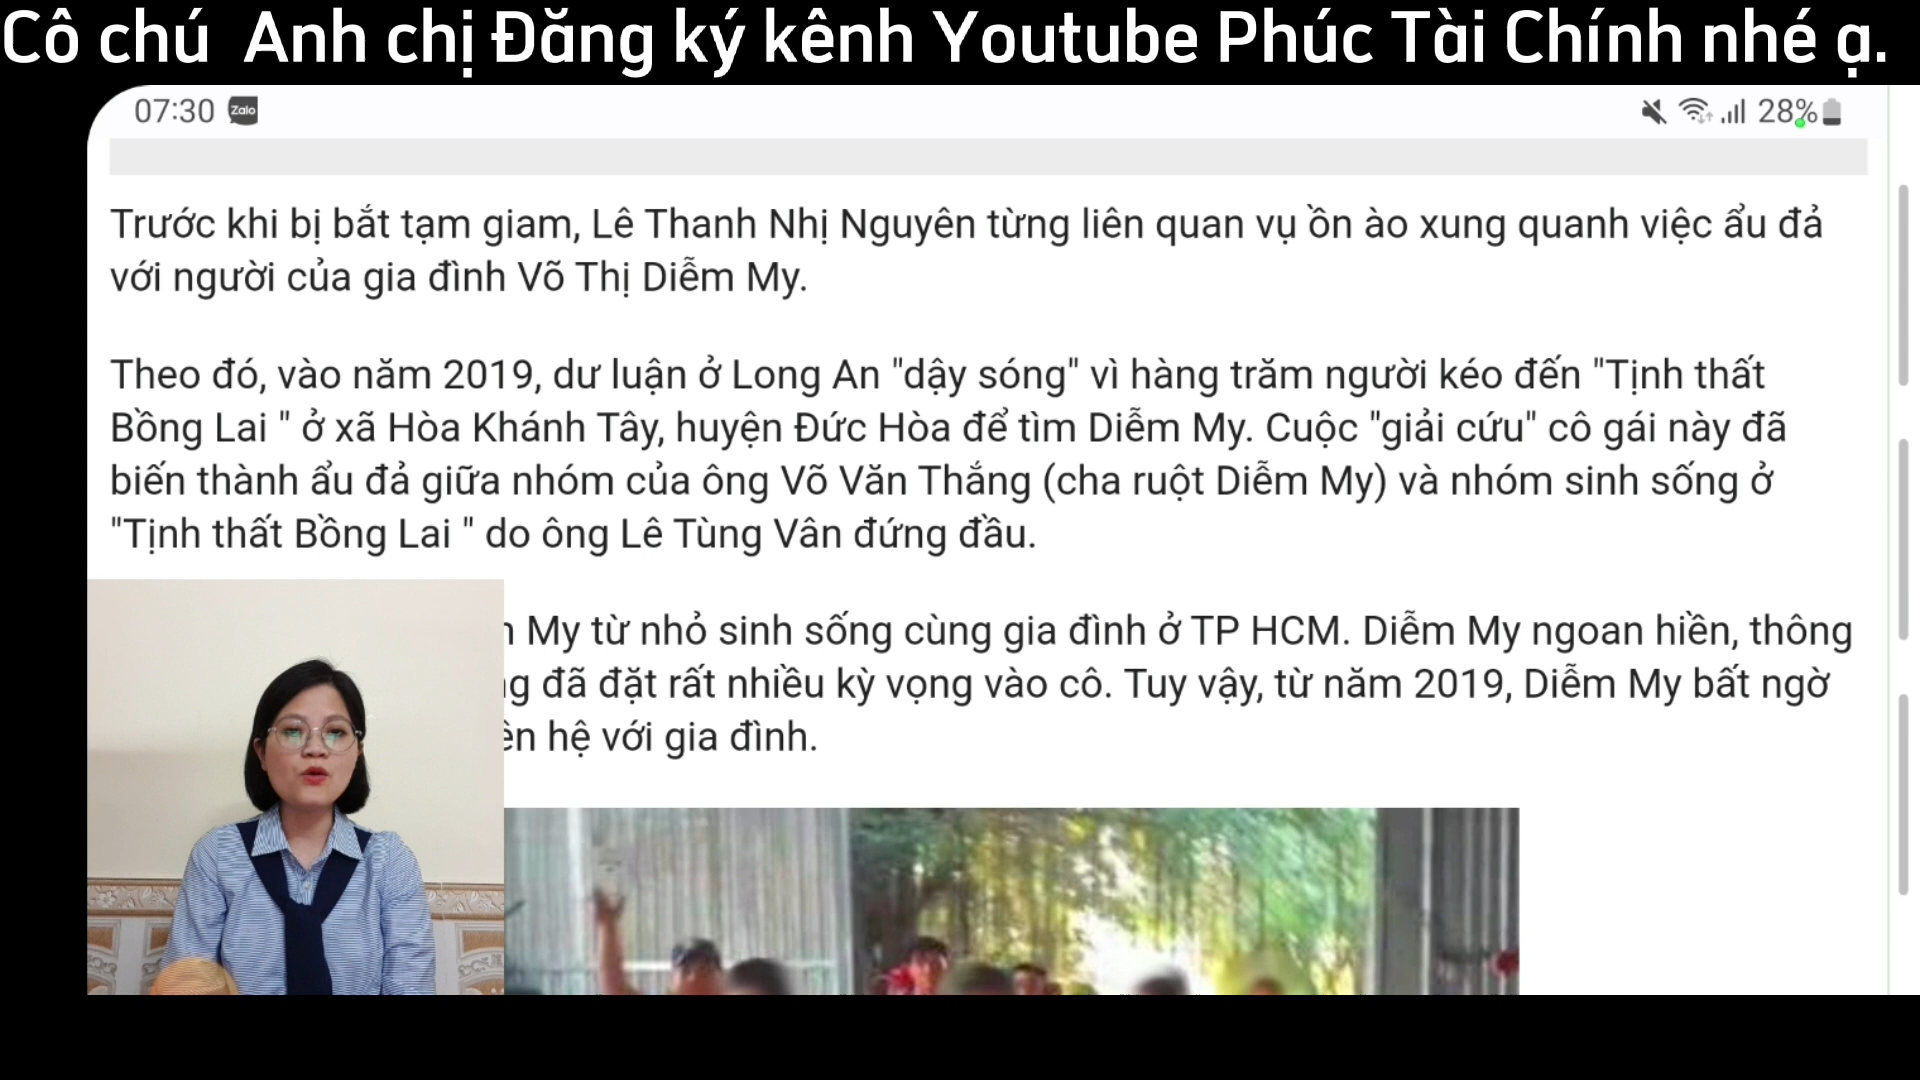 Cô chú Anh chị Đăng ký kênh Youtube Phúc Tài Chính nhé ạ.
07:30 Zalo 28%
Trước khi bị bắt tạm giam, Lê Thanh Nhị Nguyên từng liên quan vụ ồn ào xung quanh việc ẩu đả
với người của gia đình Võ Thị Diễm My.
Theo đó, vào năm 2019, dư luận ở Long An "dậy sóng" vì hàng trăm người kéo đến "Tịnh thất
Bồng Lai " ở xã Hòa Khánh Tây, huyện Đức Hòa để tìm Diễm My. Cuộc "giải cứu" cô gái này đã
biến thành ẩu đả giữa nhóm của ông Võ Văn Thắng (cha ruột Diễm My) và nhóm sinh sống ở
"Tịnh thất Bồng Lai " do ông Lê Tùng Vân đứng đầu.
My từ nhỏ sinh sống cùng gia đình ở TP HCM. Diễm My ngoan hiền, thông
đã đặt rất nhiều kỳ vọng vào cô. Tuy vậy, từ năm 2019, Diễm My bất ngờ
hệ với gia đình.